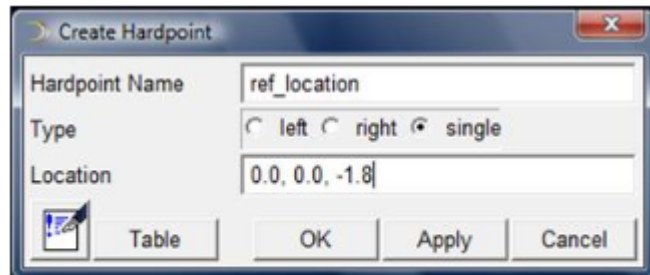 Create Hardpoint
Hardpoint Name ref_location
Type left right single
Location 0.0, 0.0, -1.8
Table OK Apply Cancel